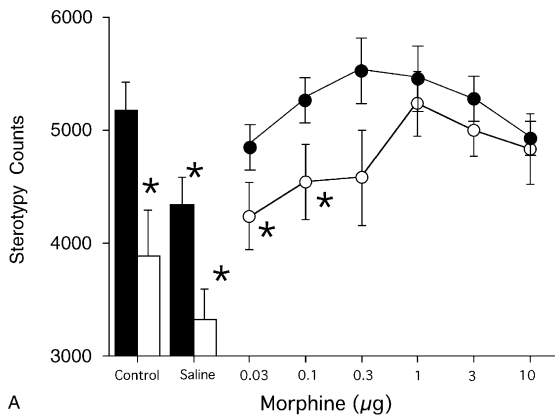 6000
5000
4000
3000
Sterotypy Counts
* * * * *
Control Saline 0.03 0.1 0.3 1 3 10
A Morphine (µg)